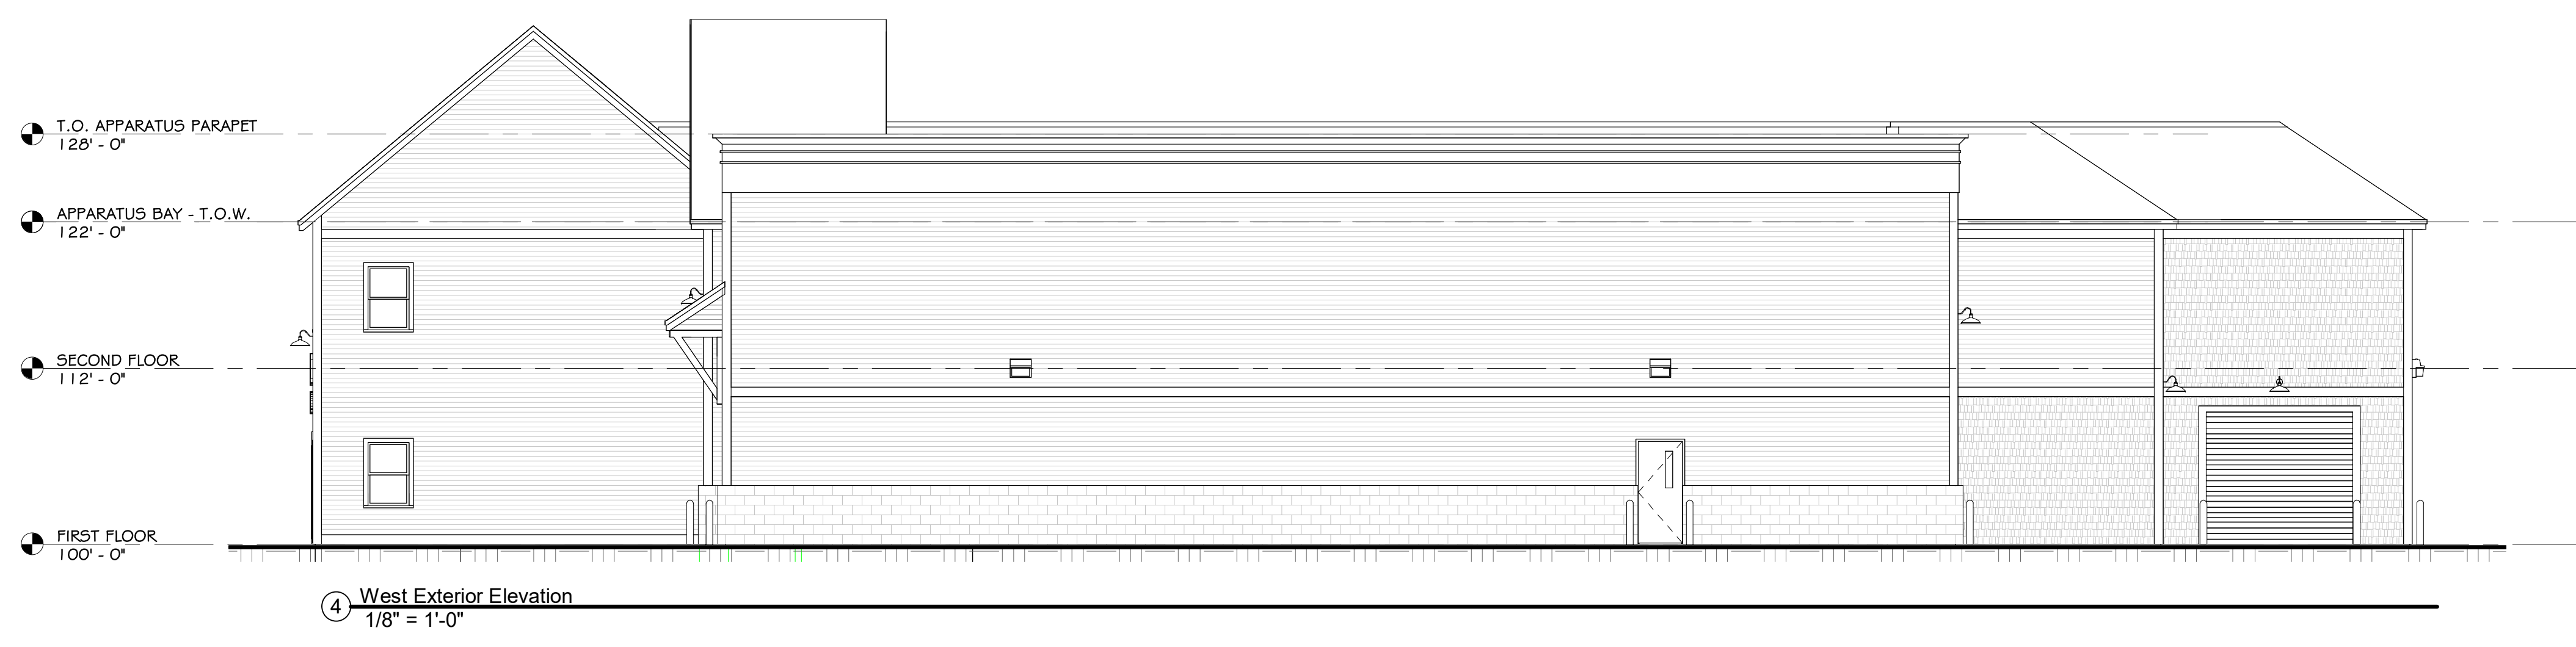 T.O. APPARATUS PARAPET
128' - 0"
APPARATUS BAY - T.O.W.
122' - 0"
SECOND FLOOR
112' - 0"
FIRST FLOOR
100' - 0"
4
West Exterior Elevation
1/8" = 1'-0"